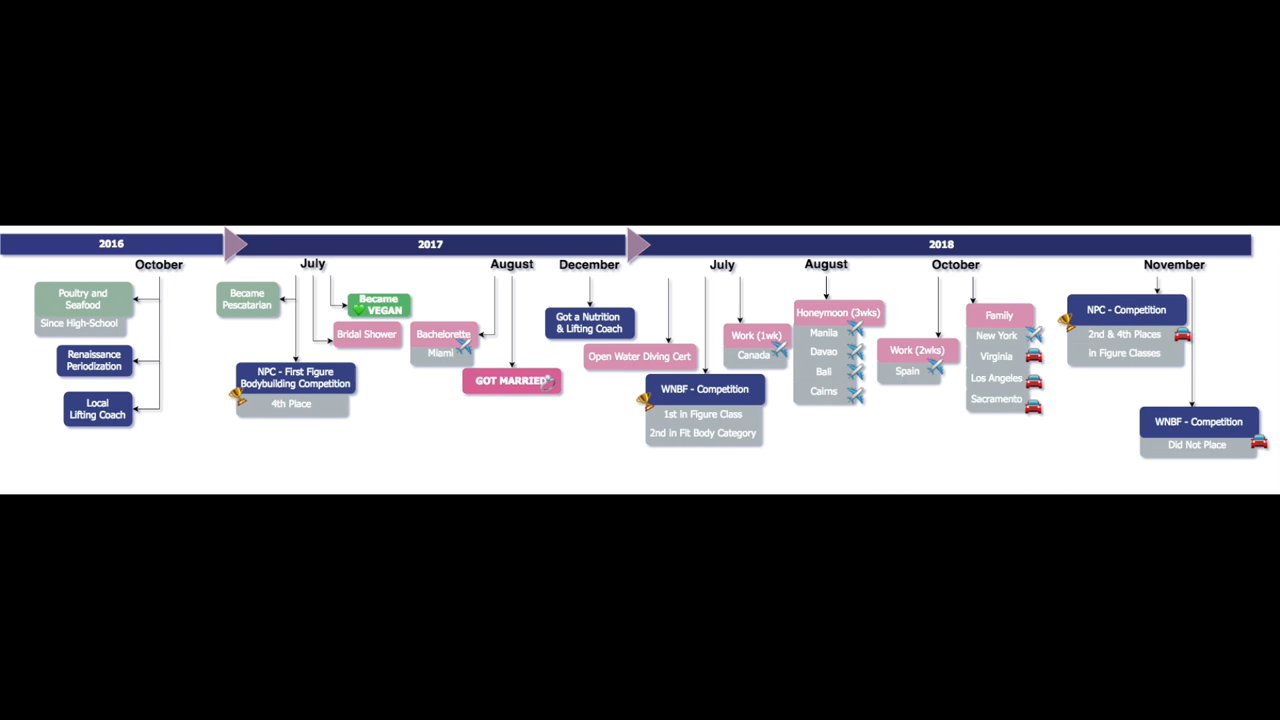 2016
2017
2018
October
July
August
December
July
August
October
November
Poultry and
Seafood
Since High-School
Renaissance
Periodization
Local
Lifting Coach
Became
Pescatarian
Became
VEGAN
Bridal Shower
NPC - First Figure
Bodybuilding Competition
4th Place
Bachelorette
Miami
GOT MARRIED
Got a Nutrition
& Lifting Coach
Open Water Diving Cert
WNBF - Competition
1st in Figure Class
2nd in Fit Body Category
Work (1wk)
Canada
Honeymoon (3wks)
Manila
Davao
Bali
Cairns
Work (2wks)
Spain
Family
New York
Virginia
Los Angeles
Sacramento
NPC - Competition
2nd & 4th Places
in Figure Classes
WNBF - Competition
Did Not Place